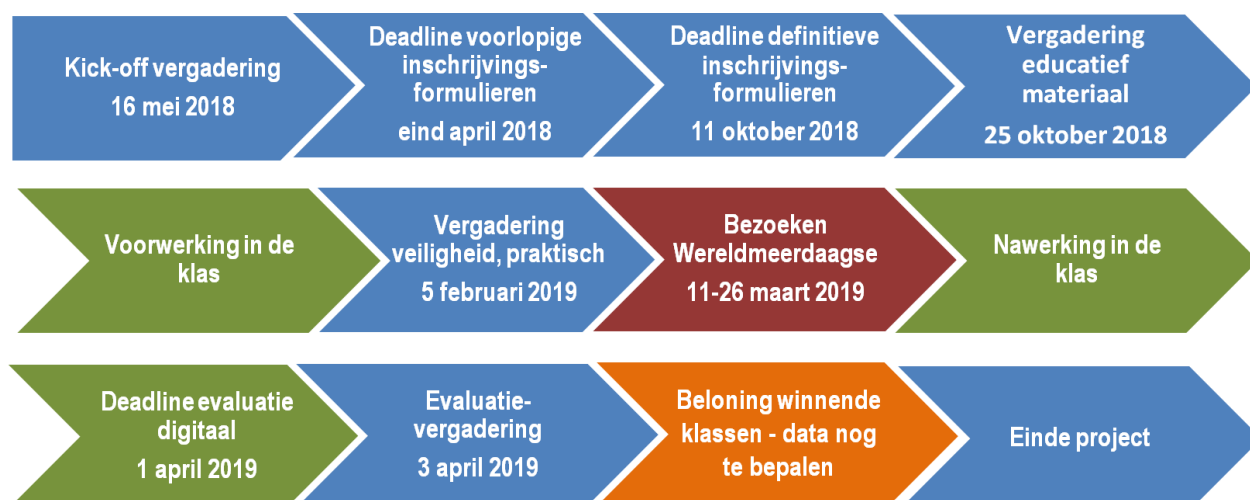 Kick-off vergadering
16 mei 2018
Deadline voorlopige
inschrijvings-
formulieren
eind april 2018
Deadline definitieve
inschrijvings-
formulieren
11 oktober 2018
Vergadering
educatief
materiaal
25 oktober 2018
Voorwerking in de
klas
Vergadering
veiligheid, praktisch
5 februari 2019
Bezoeken
Wereldmeerdaagse
11-26 maart 2019
Nawerking in de
klas
Deadline evaluatie
digitaal
1 april 2019
Evaluatie-
vergadering
3 april 2019
Beloning winnende
klassen - data nog
te bepalen
Einde project